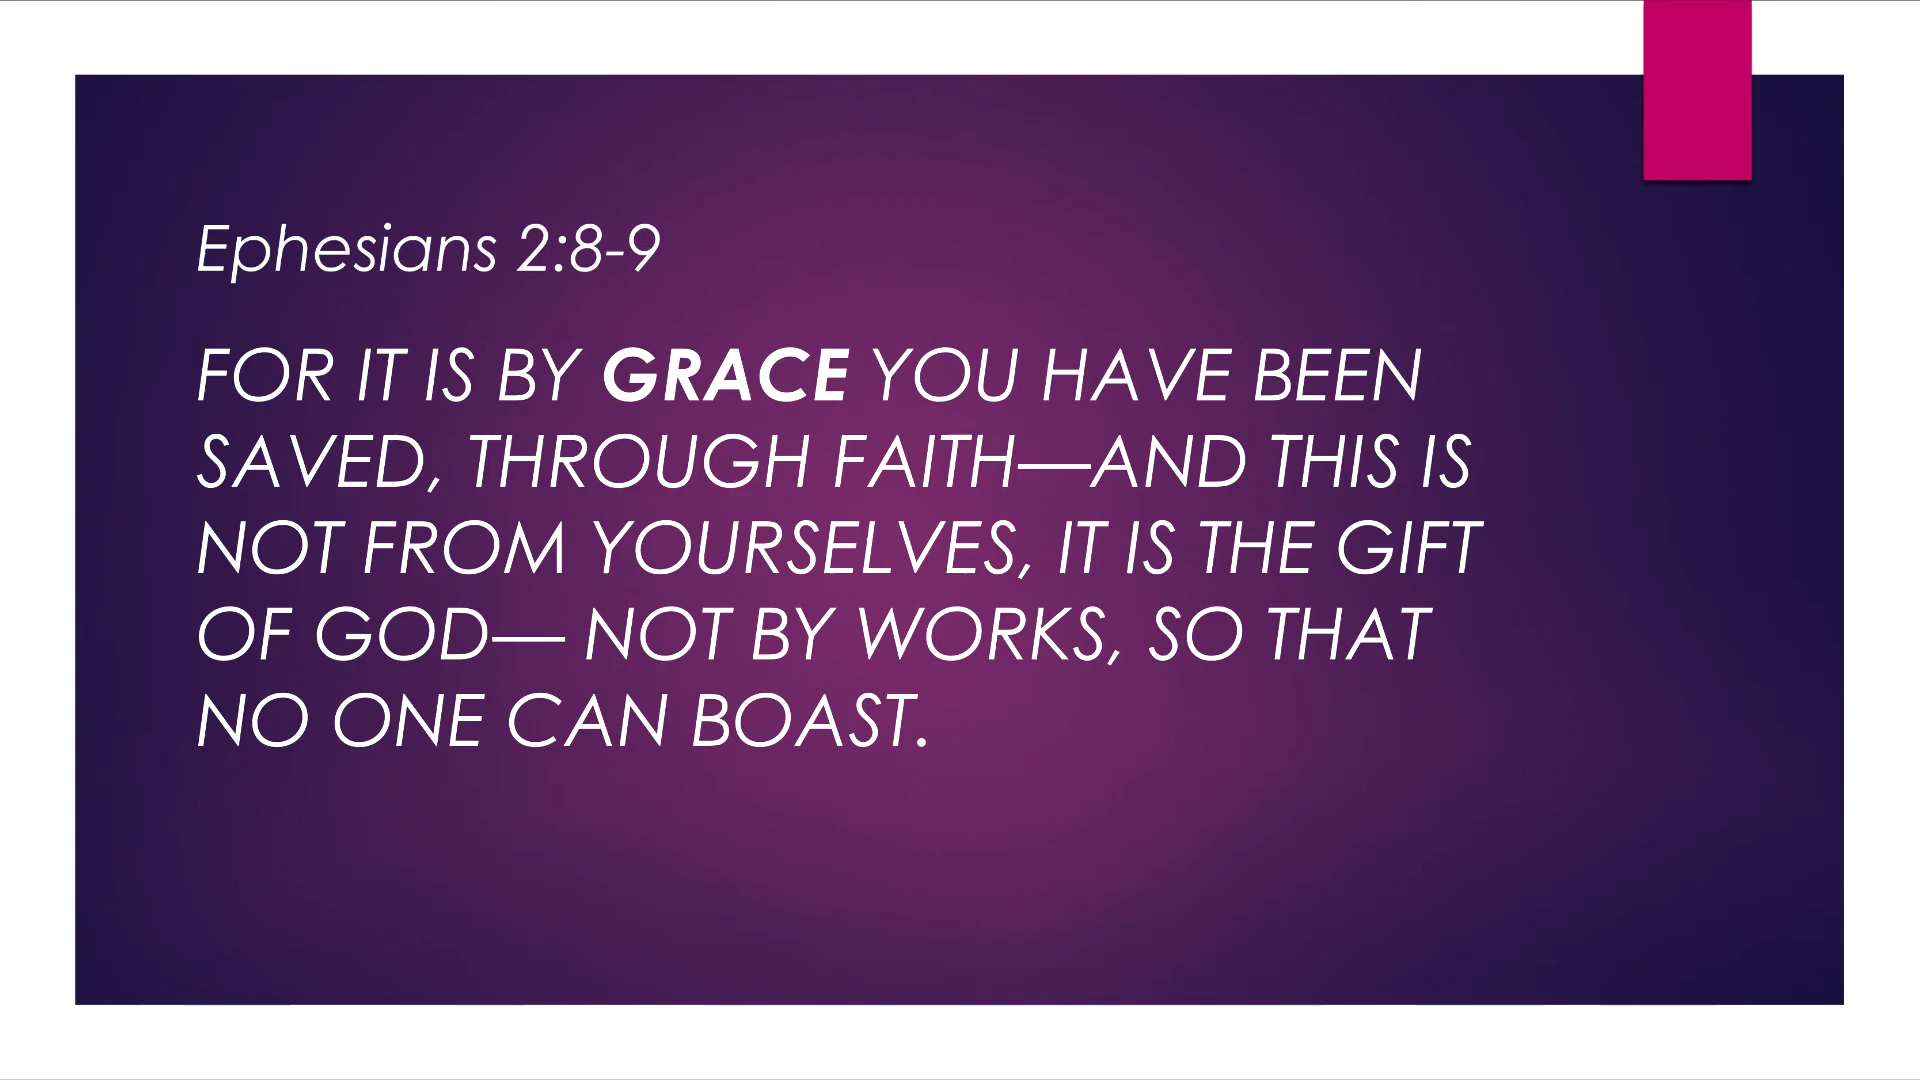 Ephesians 2:8-9
FOR IT IS BY GRACE YOU HAVE BEEN
SAVED, THROUGH FAITH—AND THIS IS
NOT FROM YOURSELVES, IT IS THE GIFT
OF GOD— NOT BY WORKS, SO THAT
NO ONE CAN BOAST.